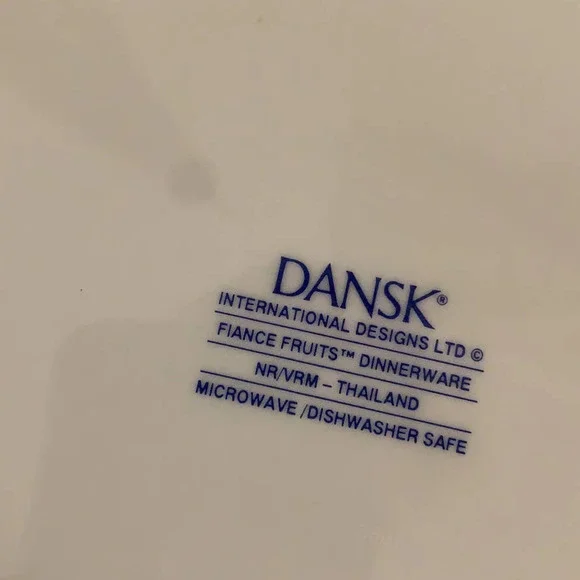 DANSK®
INTERNATIONAL DESIGNS LTD ©
FIANCE FRUITS™ DINNERWARE
NR/VRM – THAILAND
MICROWAVE /DISHWASHER SAFE